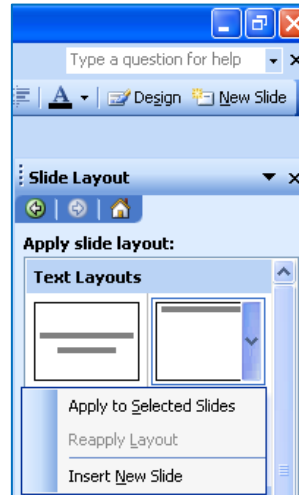 Type a question for help
A Design New Slide
Slide Layout
Apply slide layout:
Text Layouts
Apply to Selected Slides
Reapply Layout
Insert New Slide